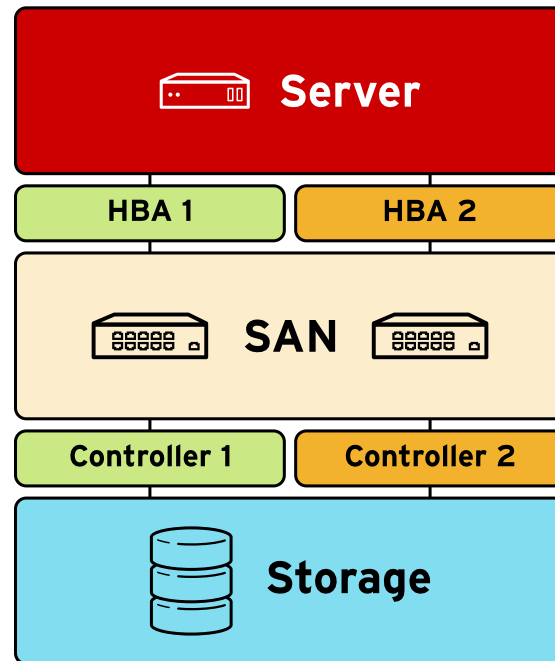 Server
HBA 1
HBA 2
SAN
Controller 1
Controller 2
Storage